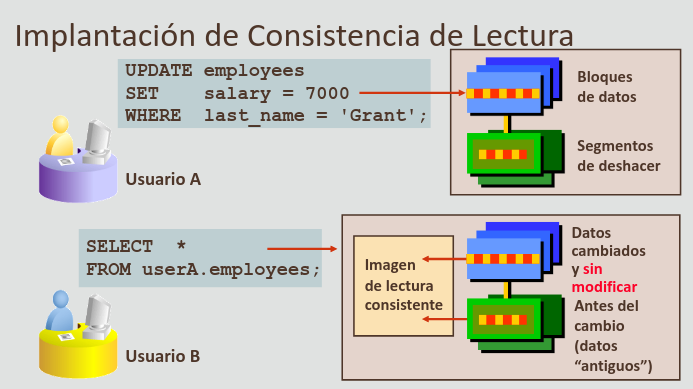 Implantación de Consistencia de Lectura
UPDATE employees
SET    salary = 7000
WHERE  last_name = 'Grant';
Bloques
de datos
Segmentos
de deshacer
Usuario A
SELECT  *
FROM userA.employees;
Imagen
de lectura
consistente
Datos
cambiados
y sin
modificar
Antes del
cambio
(datos
“antiguos”)
Usuario B